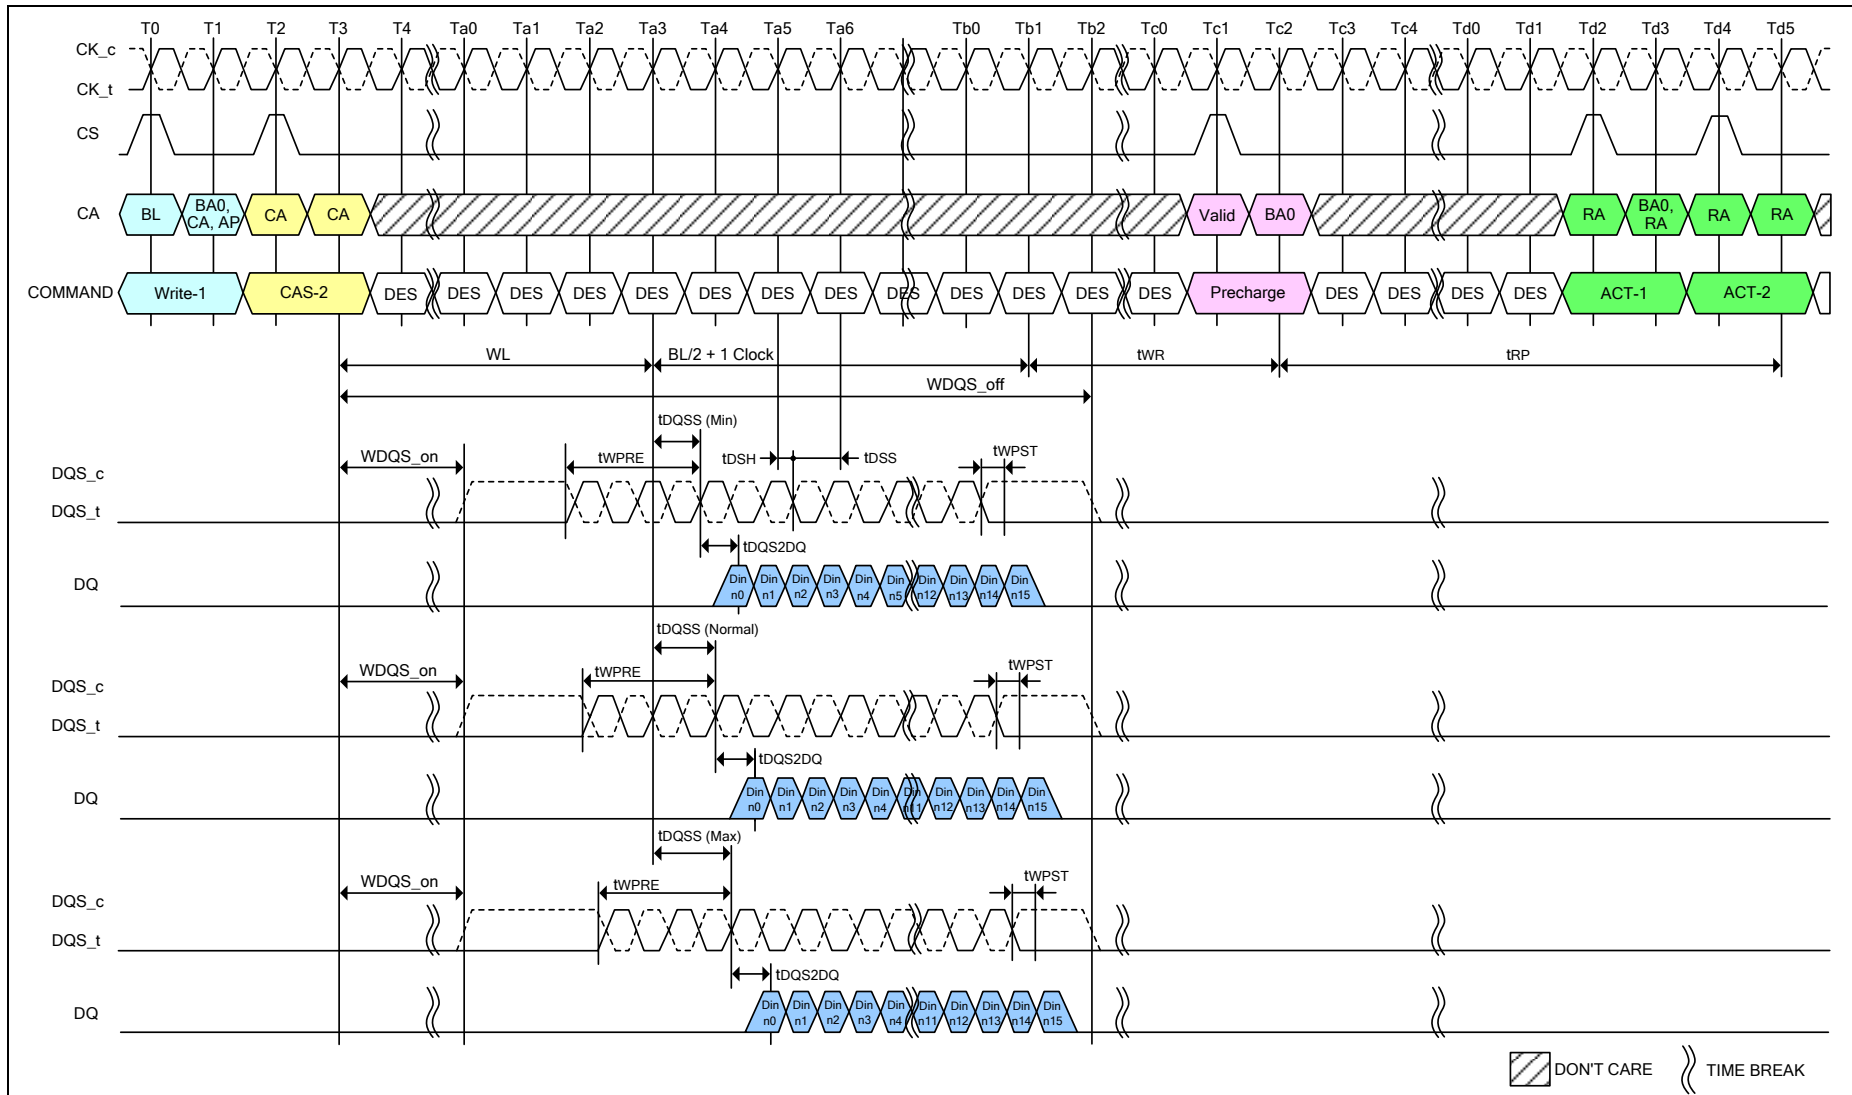 T0 T1 T2 T3 T4 Ta0 Ta1 Ta2 Ta3 Ta4 Ta5 Ta6 Tb0 Tb1 Tb2 Tc0 Tc1 Tc2 Tc3 Tc4 Td0 Td1 Td2 Td3 Td4 Td5
CK_c
CK_t
CS
CA BL BA0, CA, AP CA CA Valid BA0 RA BA0, RA RA RA
COMMAND Write-1 CAS-2 DES DES DES DES DES DES DES DES DES DES DES DES DES Precharge DES DES DES DES ACT-1 ACT-2
WL BL/2 + 1 Clock tWR tRP
WDQS_off
tDQSS (Min)
WDQS_on tWPRE tDSH tDSS tWPST
DQS_c
DQS_t
tDQS2DQ
DQ Din n0 Din n1 Din n2 Din n3 Din n4 Din n5 Din n12 Din n13 Din n14 Din n15
tDQSS (Normal)
WDQS_on tWPRE tWPST
DQS_c
DQS_t
tDQS2DQ
DQ Din n0 Din n1 Din n2 Din n3 Din n4 Din n11 Din n12 Din n13 Din n14 Din n15
tDQSS (Max)
WDQS_on tWPRE tWPST
DQS_c
DQS_t
tDQS2DQ
DQ Din n0 Din n1 Din n2 Din n3 Din n4 Din n11 Din n12 Din n13 Din n14 Din n15
DON'T CARE TIME BREAK